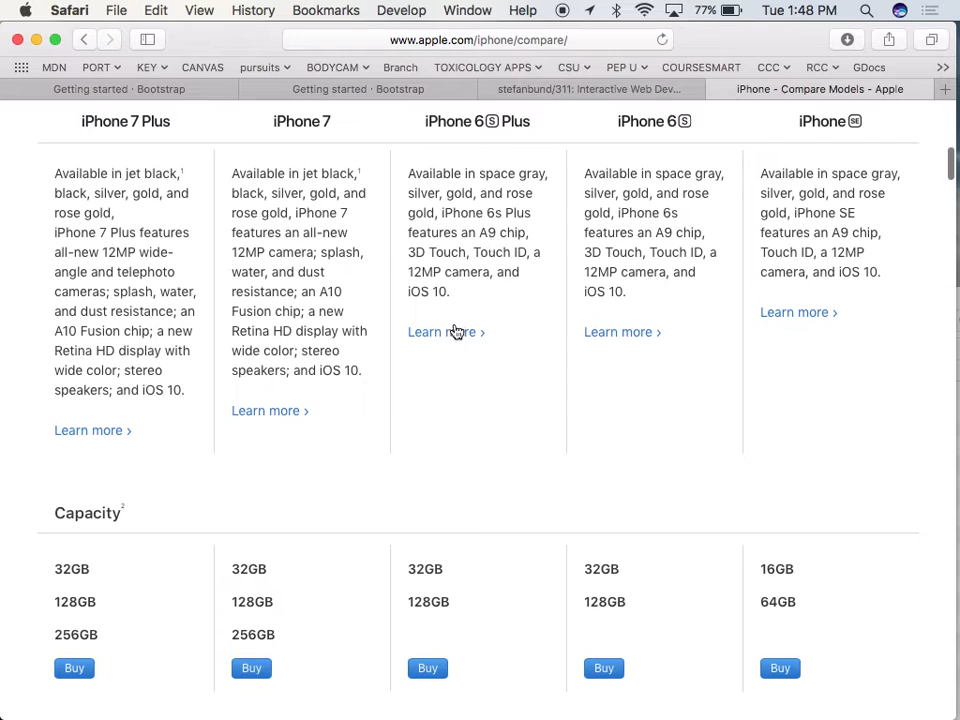 Safari File Edit View History Bookmarks Develop Window Help 77% Tue 1:48 PM
www.apple.com/iphone/compare/
MDN PORT KEY CANVAS pursuits BODYCAM Branch TOXICOLOGY APPS CSU PEP U COURSESMART CCC RCC GDocs »
Getting started · Bootstrap Getting started · Bootstrap stefanbund/311: Interactive Web Dev... iPhone - Compare Models - Apple +
iPhone 7 Plus iPhone 7 iPhone 6S Plus iPhone 6S iPhone SE
Available in jet black,1
black, silver, gold, and
rose gold,
iPhone 7 Plus features
all-new 12MP wide-
angle and telephoto
cameras; splash, water,
and dust resistance; an
A10 Fusion chip; a new
Retina HD display with
wide color; stereo
speakers; and iOS 10.
Learn more ›
Available in jet black,1
black, silver, gold, and
rose gold, iPhone 7
features an all-new
12MP camera; splash,
water, and dust
resistance; an A10
Fusion chip; a new
Retina HD display with
wide color; stereo
speakers; and iOS 10.
Learn more ›
Available in space gray,
silver, gold, and rose
gold, iPhone 6s Plus
features an A9 chip,
3D Touch, Touch ID, a
12MP camera, and
iOS 10.
Learn more ›
Available in space gray,
silver, gold, and rose
gold, iPhone 6s
features an A9 chip,
3D Touch, Touch ID, a
12MP camera, and
iOS 10.
Learn more ›
Available in space gray,
silver, gold, and rose
gold, iPhone SE
features an A9 chip,
Touch ID, a 12MP
camera, and iOS 10.
Learn more ›
Capacity2
32GB 32GB 32GB 32GB 16GB
128GB 128GB 128GB 128GB 64GB
256GB 256GB
Buy Buy Buy Buy Buy